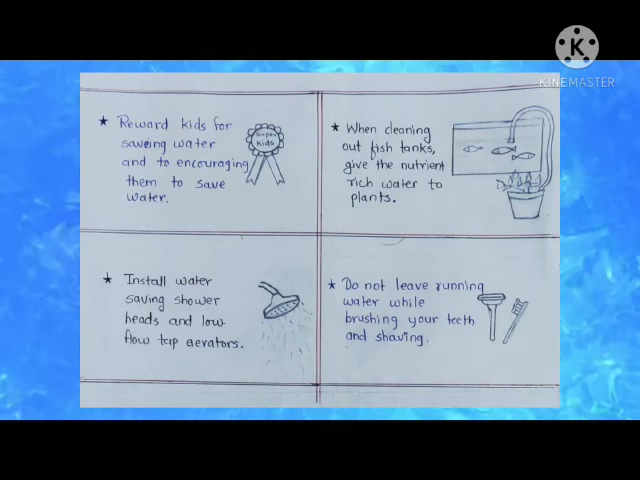 K
KINEMASTER
★ Reward kids for
saveing water
and to encouraging
them to save
water.
Super
Kids
★ When cleaning
out fish tanks,
give the nutrient
rich water to
plants.
★ Install water
saving shower
heads and low
flow tap aerators.
★ Do not leave running
water while
brushing your teeth
and shaving.